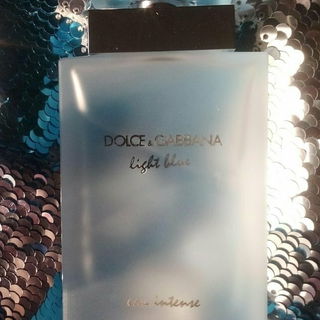 DOLCE & GABBANA
light blue
eau intense